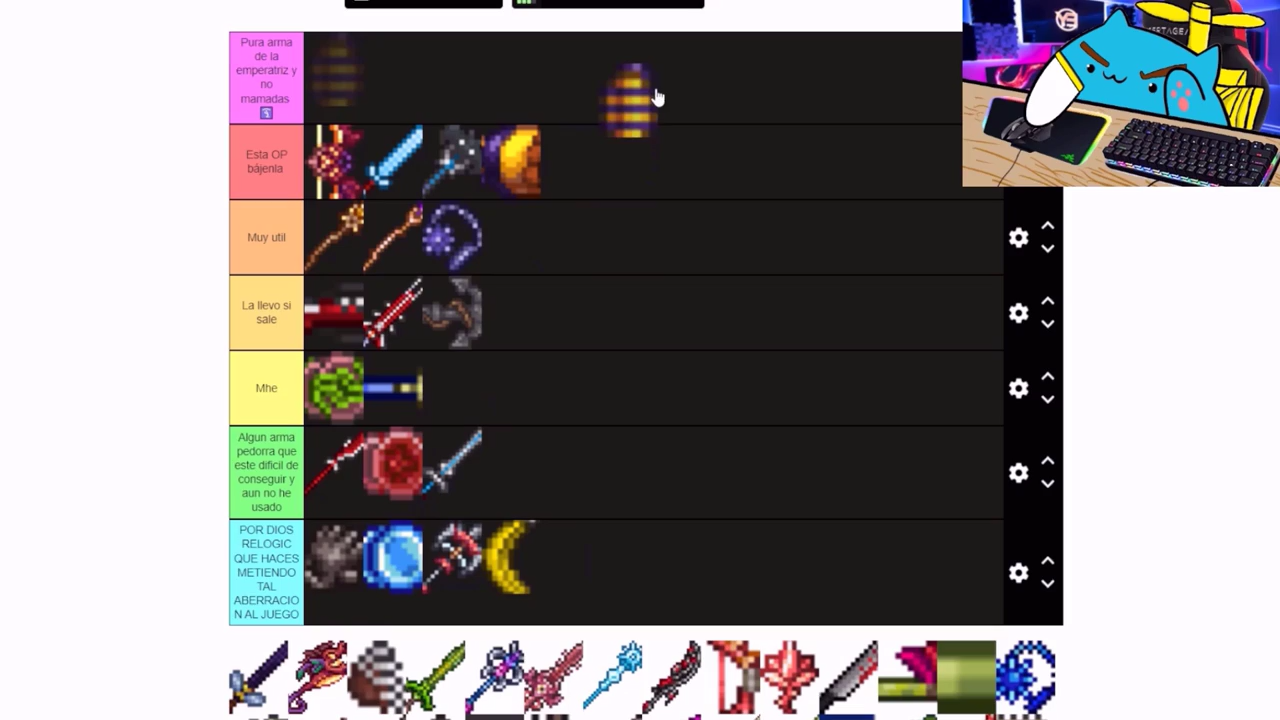 Pura arma
de la
emperatriz y
no
mamadas
Esta OP
bájenla
Muy util
La llevo si
sale
Mhe
Algun arma
pedorra que
este dificil de
conseguir y
aun no he
usado
POR DIOS
RELOGIC
QUE HACES
METIENDO
TAL
ABERRACIO
N AL JUEGO